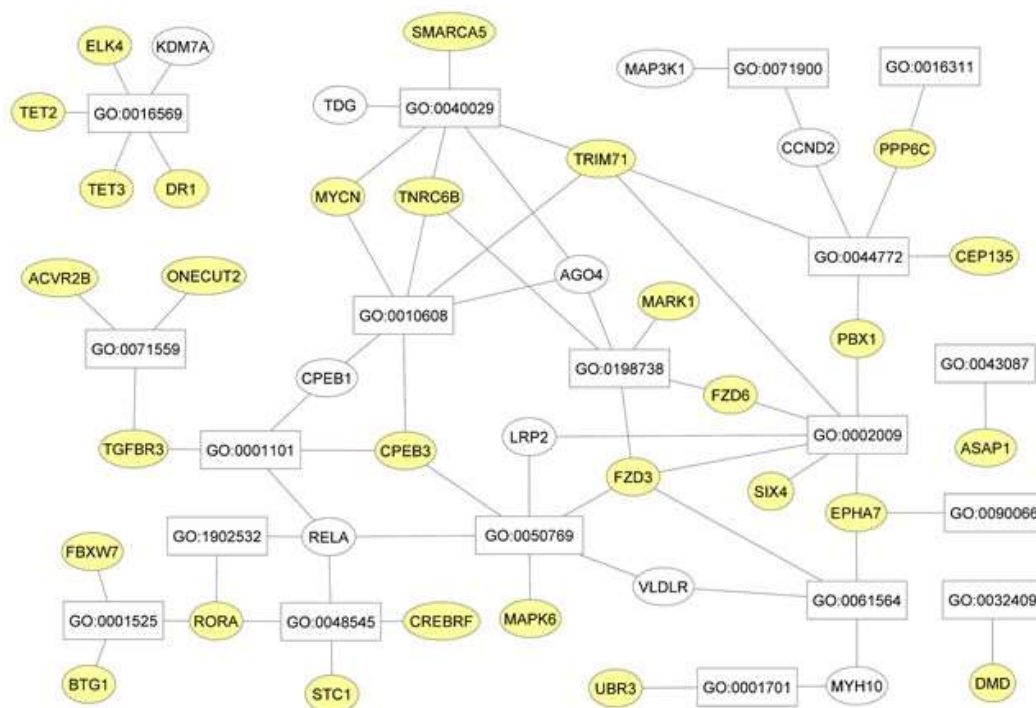 SMARCA5
ELK4
KDM7A
MAP3K1
GO:0071900
GO:0016311
TET2
GO:0016569
TDG
GO:0040029
TRIM71
CCND2
PPP6C
TET3
DR1
MYCN
TNRC6B
GO:0044772
CEP135
ACVR2B
ONECUT2
AGO4
MARK1
GO:0010608
PBX1
GO:0071559
GO:0198738
GO:0043087
CPEB1
FZD6
LRP2
GO:0002009
TGFBR3
GO:0001101
CPEB3
FZD3
ASAP1
SIX4
EPHA7
GO:0090066
FBXW7
GO:1902532
RELA
GO:0050769
VLDLR
GO:0061564
GO:0032409
GO:0001525
RORA
GO:0048545
CREBRF
MAPK6
BTG1
STC1
UBR3
GO:0001701
MYH10
DMD